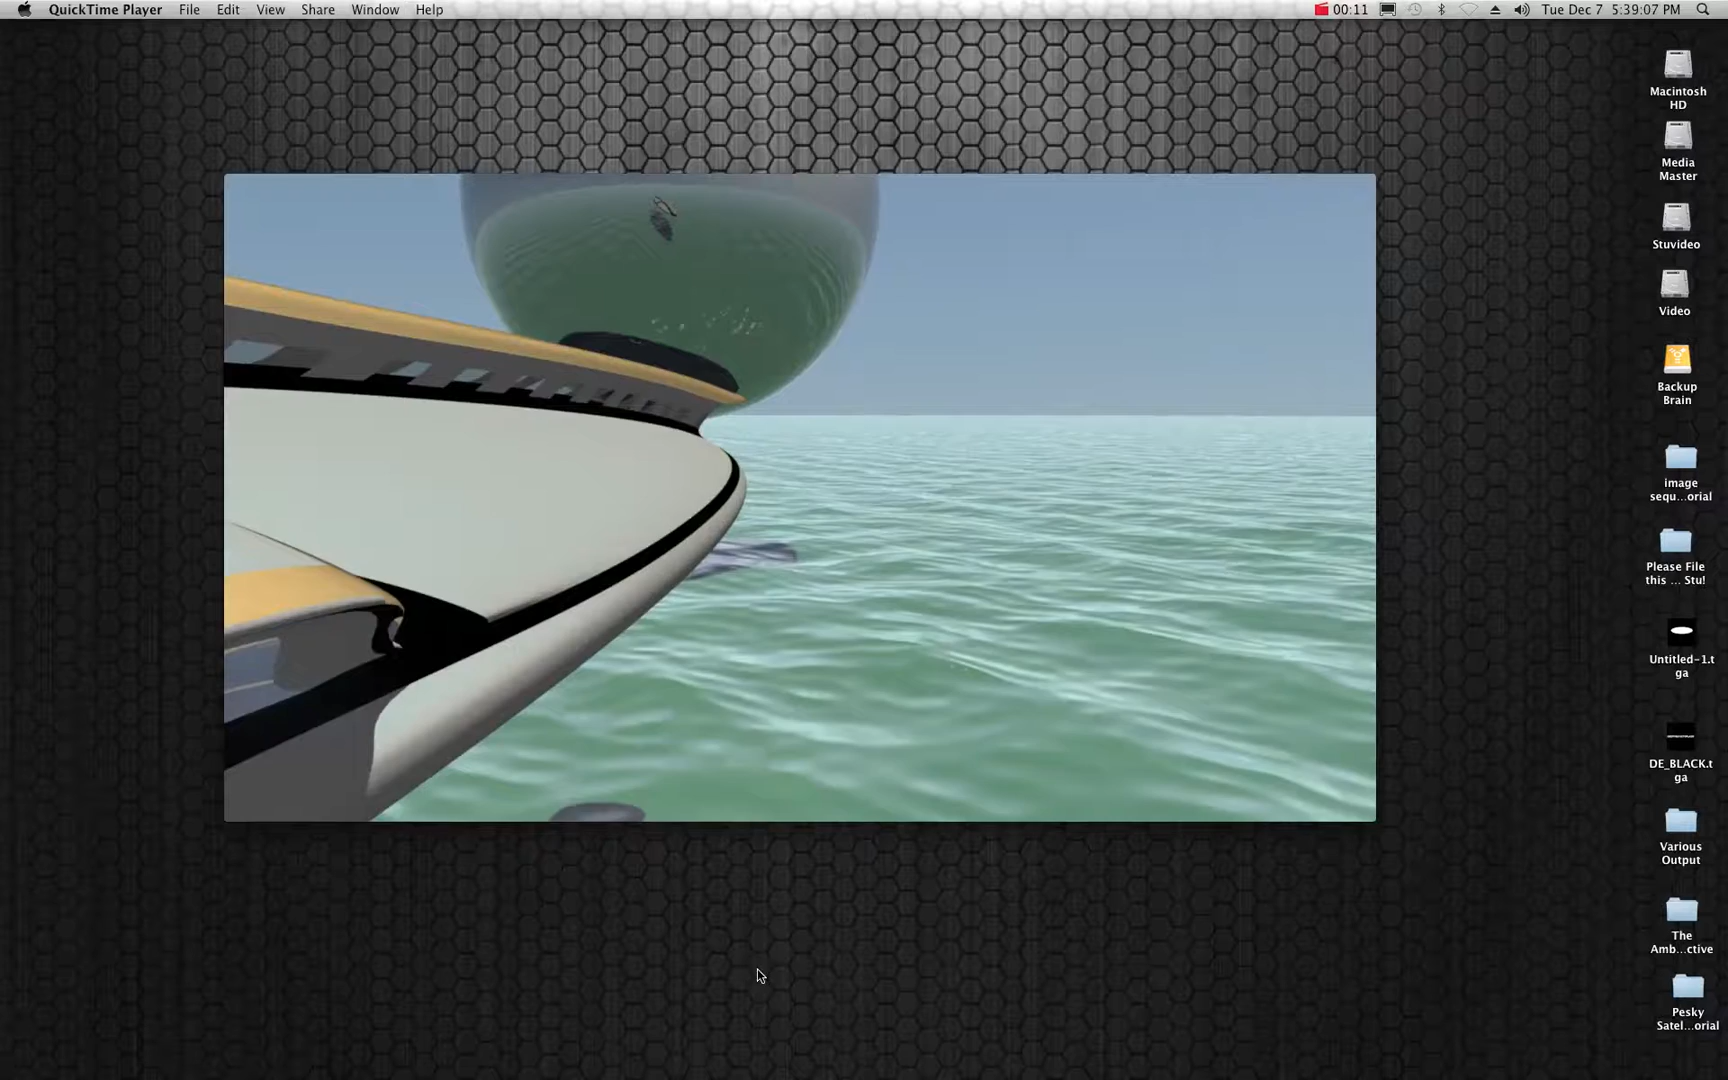 QuickTime Player File Edit View Share Window Help 00:11 Tue Dec 7 5:39:07 PM
Macintosh
HD
Media
Master
Stuvideo
Video
Backup
Brain
image
sequ...orial
Please File
this ... Stu!
Untitled-1.t
ga
DE_BLACK.t
ga
Various
Output
The
Amb...ctive
Pesky
Satel...orial